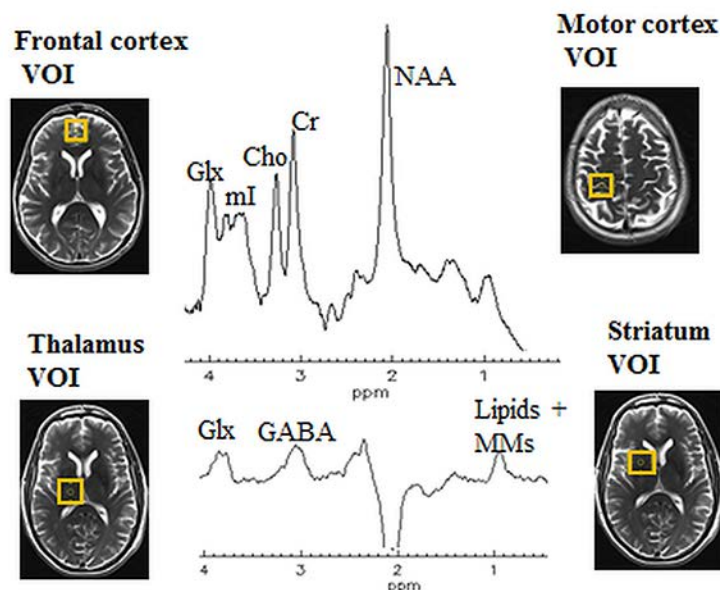 Frontal cortex
VOI
Motor cortex
VOI
NAA
Cr
Cho
Glx
mI
4 3 2 1
ppm
Thalamus
VOI
Striatum
VOI
Glx
GABA
Lipids +
MMs
4 3 2 1
ppm